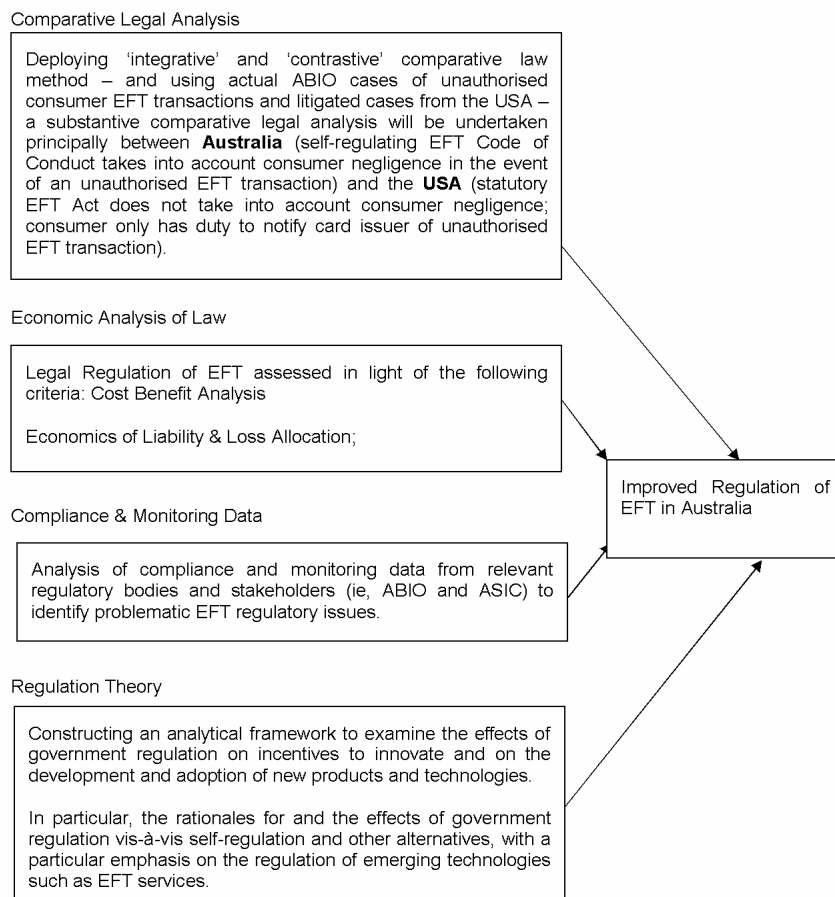 Comparative Legal Analysis
Deploying ‘integrative’ and ‘contrastive’ comparative law
method – and using actual ABIO cases of unauthorised
consumer EFT transactions and litigated cases from the USA –
a substantive comparative legal analysis will be undertaken
principally between Australia (self-regulating EFT Code of
Conduct takes into account consumer negligence in the event
of an unauthorised EFT transaction) and the USA (statutory
EFT Act does not take into account consumer negligence;
consumer only has duty to notify card issuer of unauthorised
EFT transaction).
Economic Analysis of Law
Legal Regulation of EFT assessed in light of the following
criteria: Cost Benefit Analysis
Economics of Liability & Loss Allocation;
Improved Regulation of
EFT in Australia
Compliance & Monitoring Data
Analysis of compliance and monitoring data from relevant
regulatory bodies and stakeholders (ie, ABIO and ASIC) to
identify problematic EFT regulatory issues.
Regulation Theory
Constructing an analytical framework to examine the effects of
government regulation on incentives to innovate and on the
development and adoption of new products and technologies.
In particular, the rationales for and the effects of government
regulation vis-à-vis self-regulation and other alternatives, with a
particular emphasis on the regulation of emerging technologies
such as EFT services.